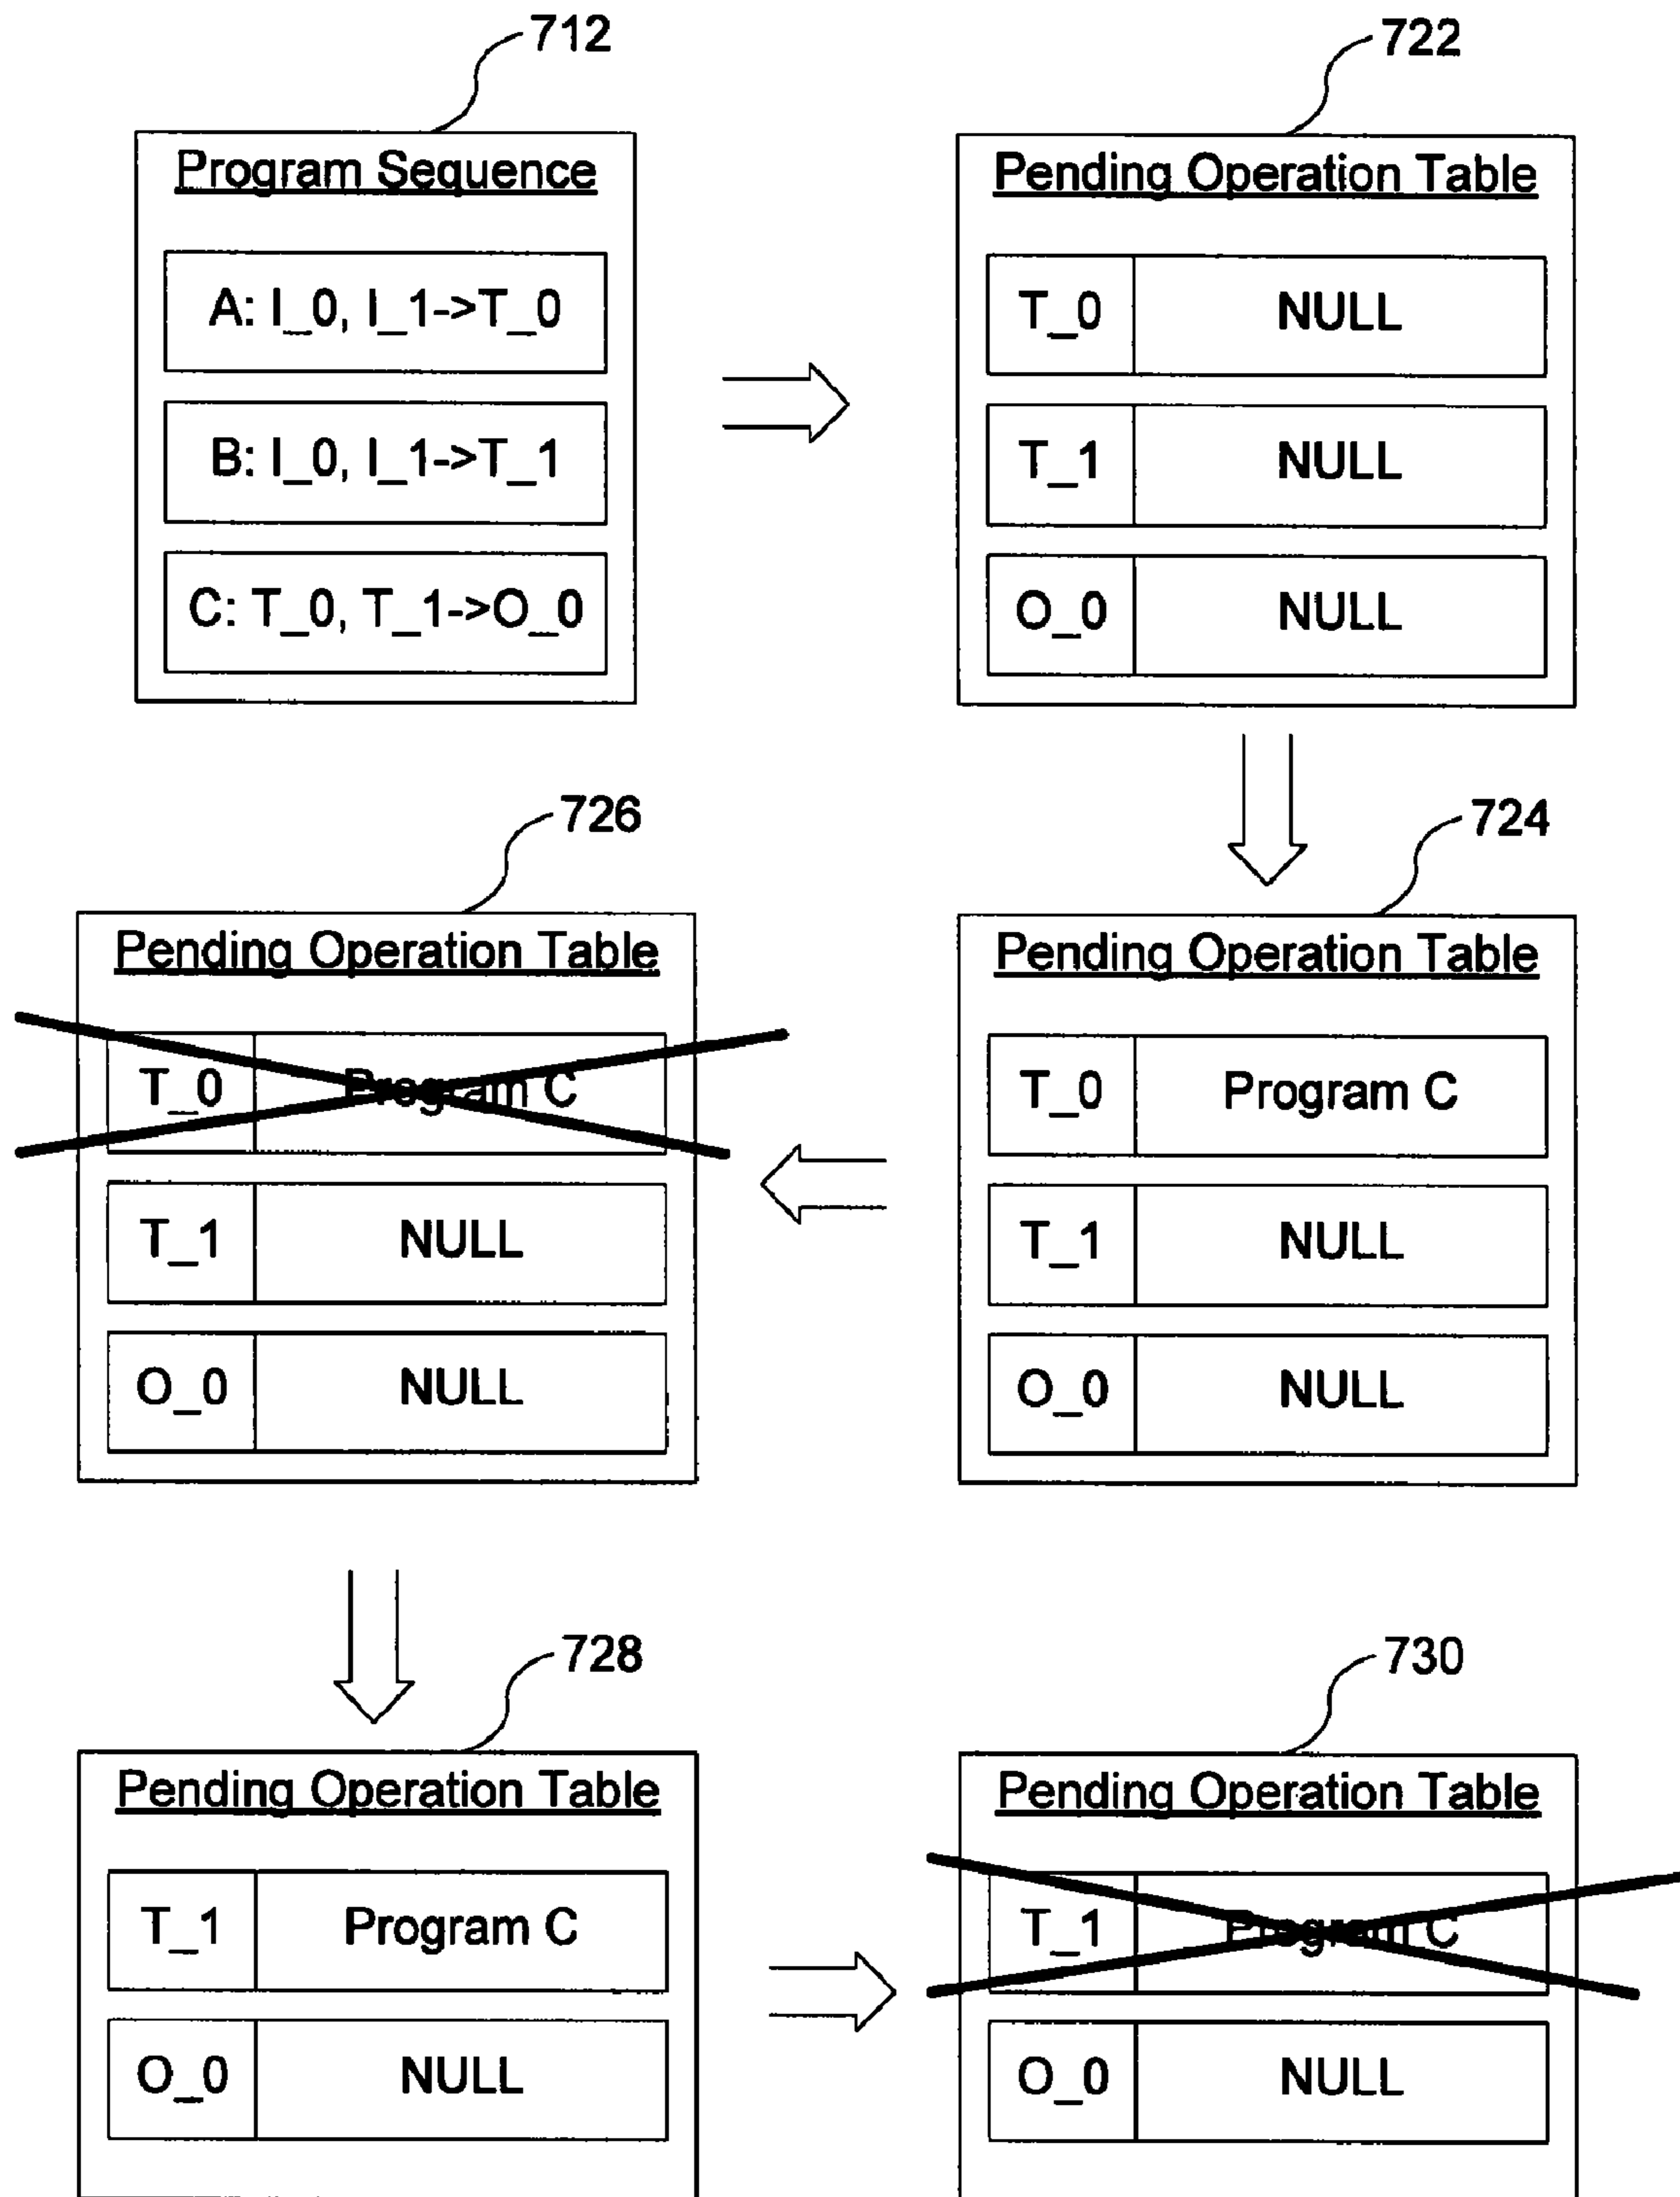 712
722
Program Sequence
A: I_0, I_1->T_0
B: I_0, I_1->T_1
C: T_0, T_1->O_0
Pending Operation Table
T_0 NULL
T_1 NULL
O_0 NULL
726
724
Pending Operation Table
T_0 Program C
T_1 NULL
O_0 NULL
Pending Operation Table
T_0 Program C
T_1 NULL
O_0 NULL
728
730
Pending Operation Table
T_1 Program C
O_0 NULL
Pending Operation Table
T_1 Program C
O_0 NULL